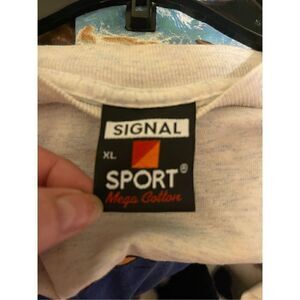 SIGNAL
XL
SPORT®
Mega Cotton